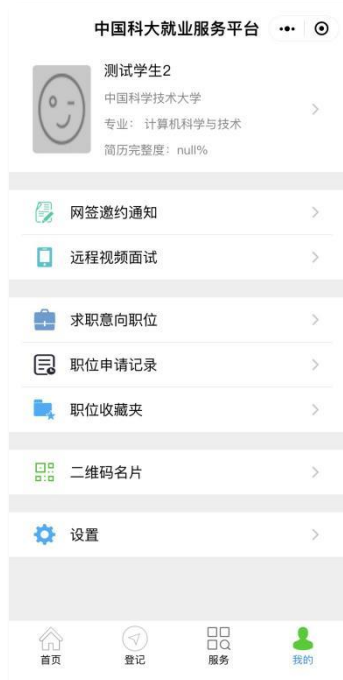 中国科大就业服务平台
测试学生2
中国科学技术大学
专业： 计算机科学与技术
简历完整度：null%
网签邀约通知
远程视频面试
求职意向职位
职位申请记录
职位收藏夹
二维码名片
设置
首页
登记
服务
我的